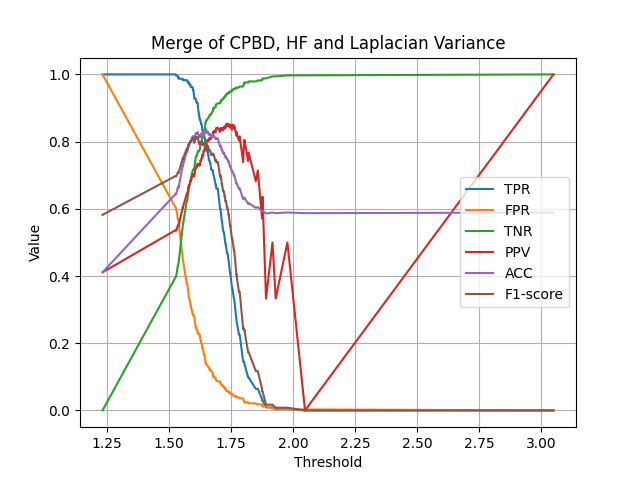 Merge of CPBD, HF and Laplacian Variance
Value
1.0
0.8
0.6
0.4
0.2
0.0
TPR
FPR
TNR
PPV
ACC
F1-score
1.25
1.50
1.75
2.00
2.25
2.50
2.75
3.00
Threshold